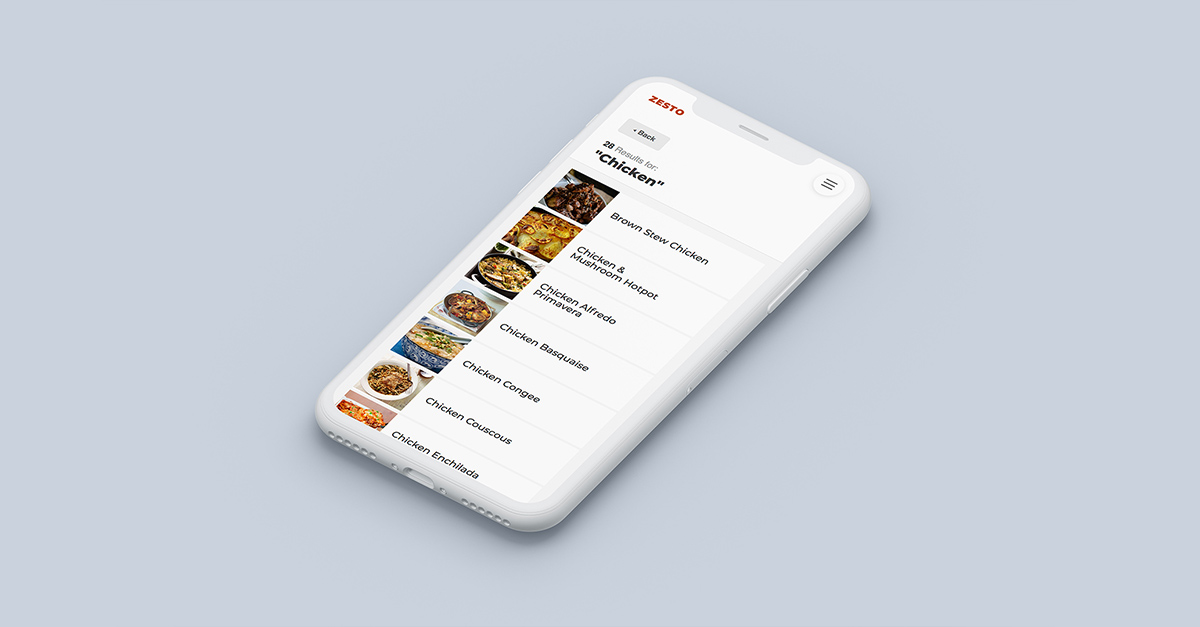 ZESTO
Back
28 Results for:
"Chicken"
Brown Stew Chicken
Chicken &
Mushroom Hotpot
Chicken Alfredo
Primavera
Chicken Basquaise
Chicken Congee
Chicken Couscous
Chicken Enchilada